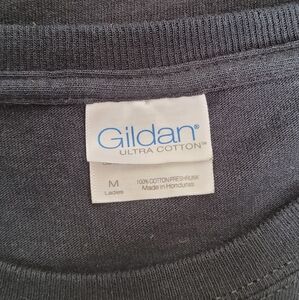 Gildan®
ULTRA COTTON™
M
Ladies
100% COTTON PRESHRUNK
Made in Honduras